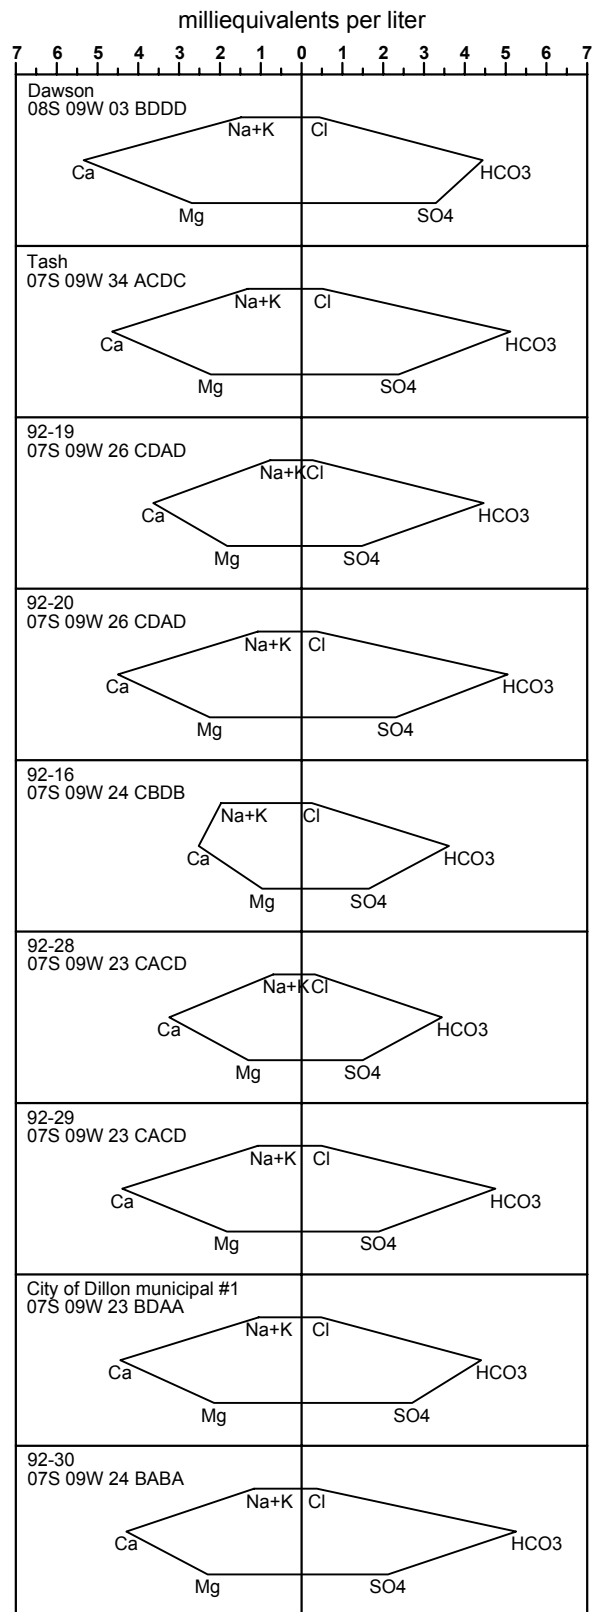 milliequivalents per liter
7 6 5 4 3 2 1 0 1 2 3 4 5 6 7
Dawson
08S 09W 03 BDDD
Na+K Cl
Ca HCO3
Mg SO4
Tash
07S 09W 34 ACDC
Na+K Cl
Ca HCO3
Mg SO4
92-19
07S 09W 26 CDAD
Na+K Cl
Ca HCO3
Mg SO4
92-20
07S 09W 26 CDAD
Na+K Cl
Ca HCO3
Mg SO4
92-16
07S 09W 24 CBDB
Na+K Cl
Ca HCO3
Mg SO4
92-28
07S 09W 23 CACD
Na+K Cl
Ca HCO3
Mg SO4
92-29
07S 09W 23 CACD
Na+K Cl
Ca HCO3
Mg SO4
City of Dillon municipal #1
07S 09W 23 BDAA
Na+K Cl
Ca HCO3
Mg SO4
92-30
07S 09W 24 BABA
Na+K Cl
Ca HCO3
Mg SO4